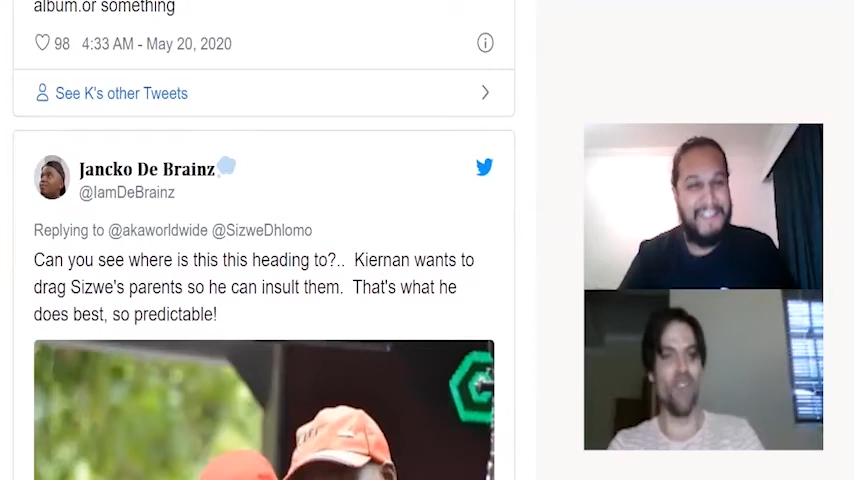 album.or something
98 4:33 AM - May 20, 2020
See K's other Tweets
Jancko De Brainz
@IamDeBrainz
Replying to @akaworldwide @SizweDhlomo
Can you see where is this this heading to?.. Kiernan wants to
drag Sizwe's parents so he can insult them. That's what he
does best, so predictable!